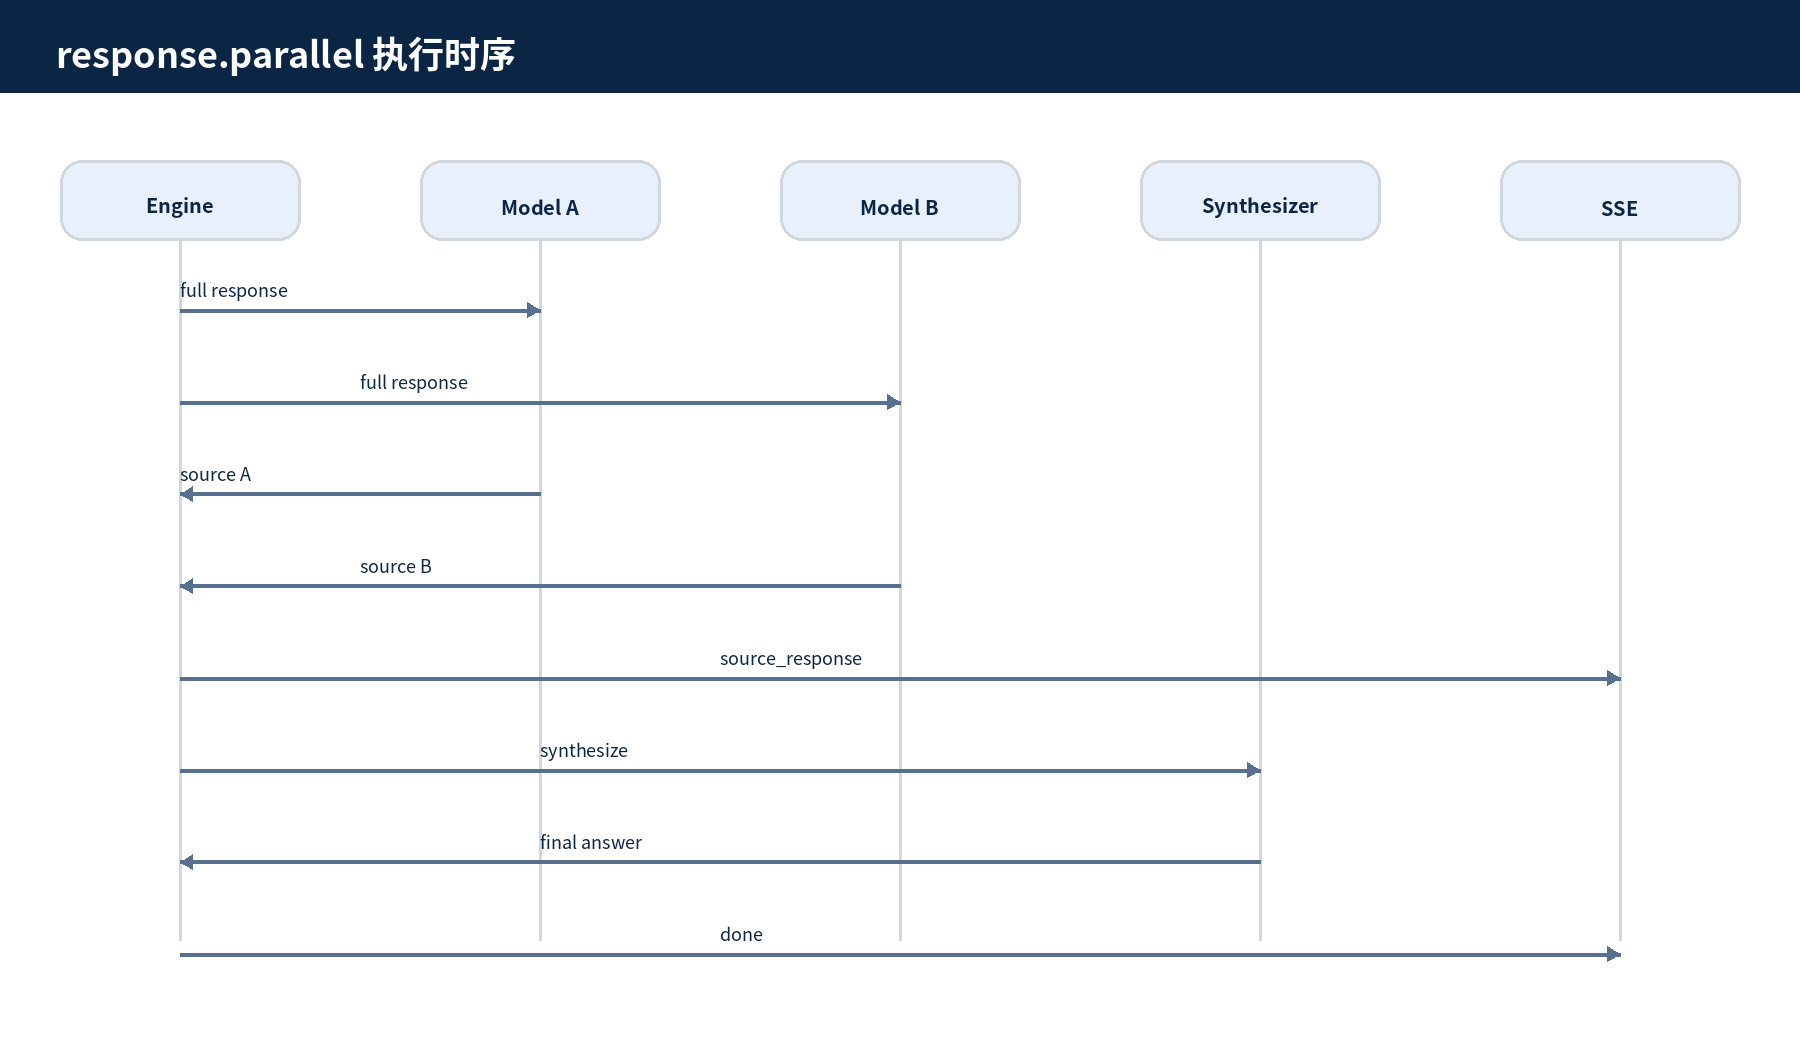 response.parallel 执行时序
Engine
Model A
Model B
Synthesizer
SSE
full response
full response
source A
source B
source_response
synthesize
final answer
done